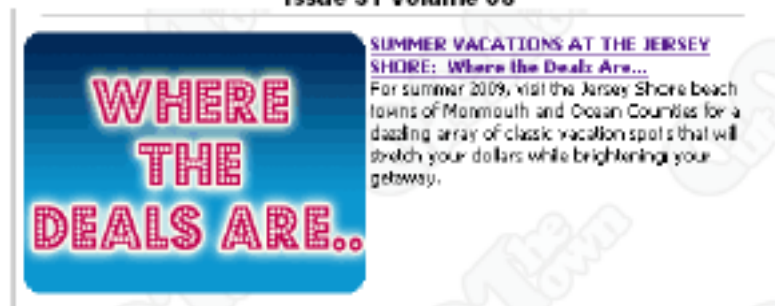 WHERE
THE
DEALS ARE..
SUMMER VACATIONS AT THE JERSEY
SHORE: Where the Deals Are...
For summer 2009, visit the Jersey Shore beach
towns of Monmouth and Ocean Counties for a
dazzling array of classic vacation spots that will
stretch your dollars while brightening your
getaway.